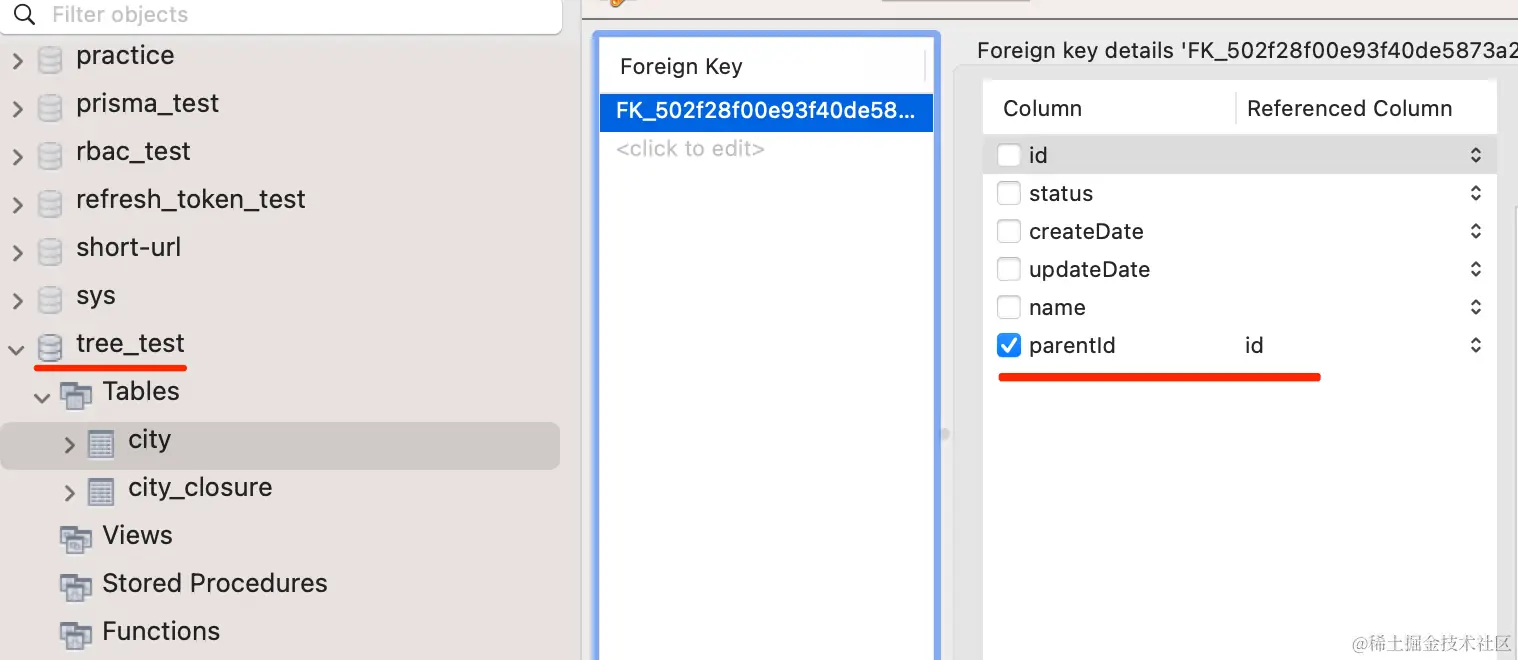 Filter objects
practice
prisma_test
rbac_test
refresh_token_test
short-url
sys
tree_test
Tables
city
city_closure
Views
Stored Procedures
Functions
Foreign Key
FK_502f28f00e93f40de58...
<click to edit>
Foreign key details 'FK_502f28f00e93f40de5873a2
Column Referenced Column
id
status
createDate
updateDate
name
parentId id
@稀土掘金技术社区